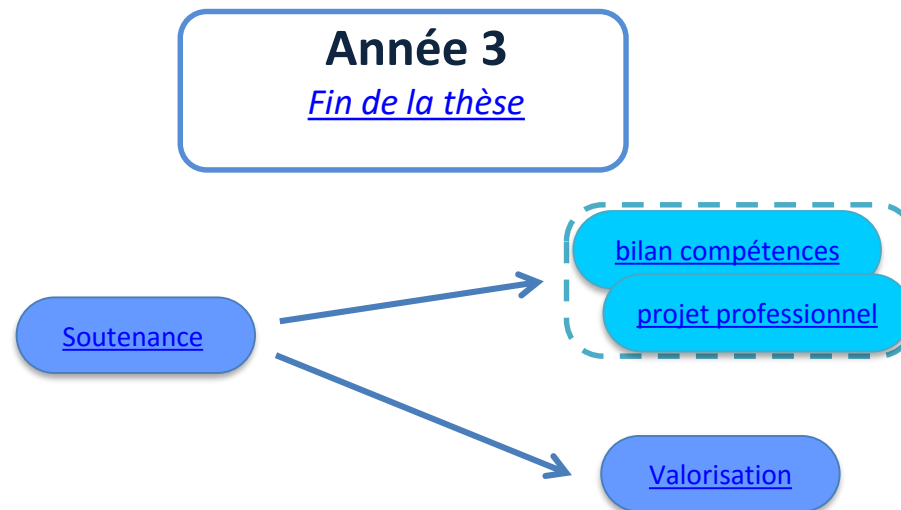 Année 3
Fin de la thèse
bilan compétences
projet professionnel
Soutenance
Valorisation